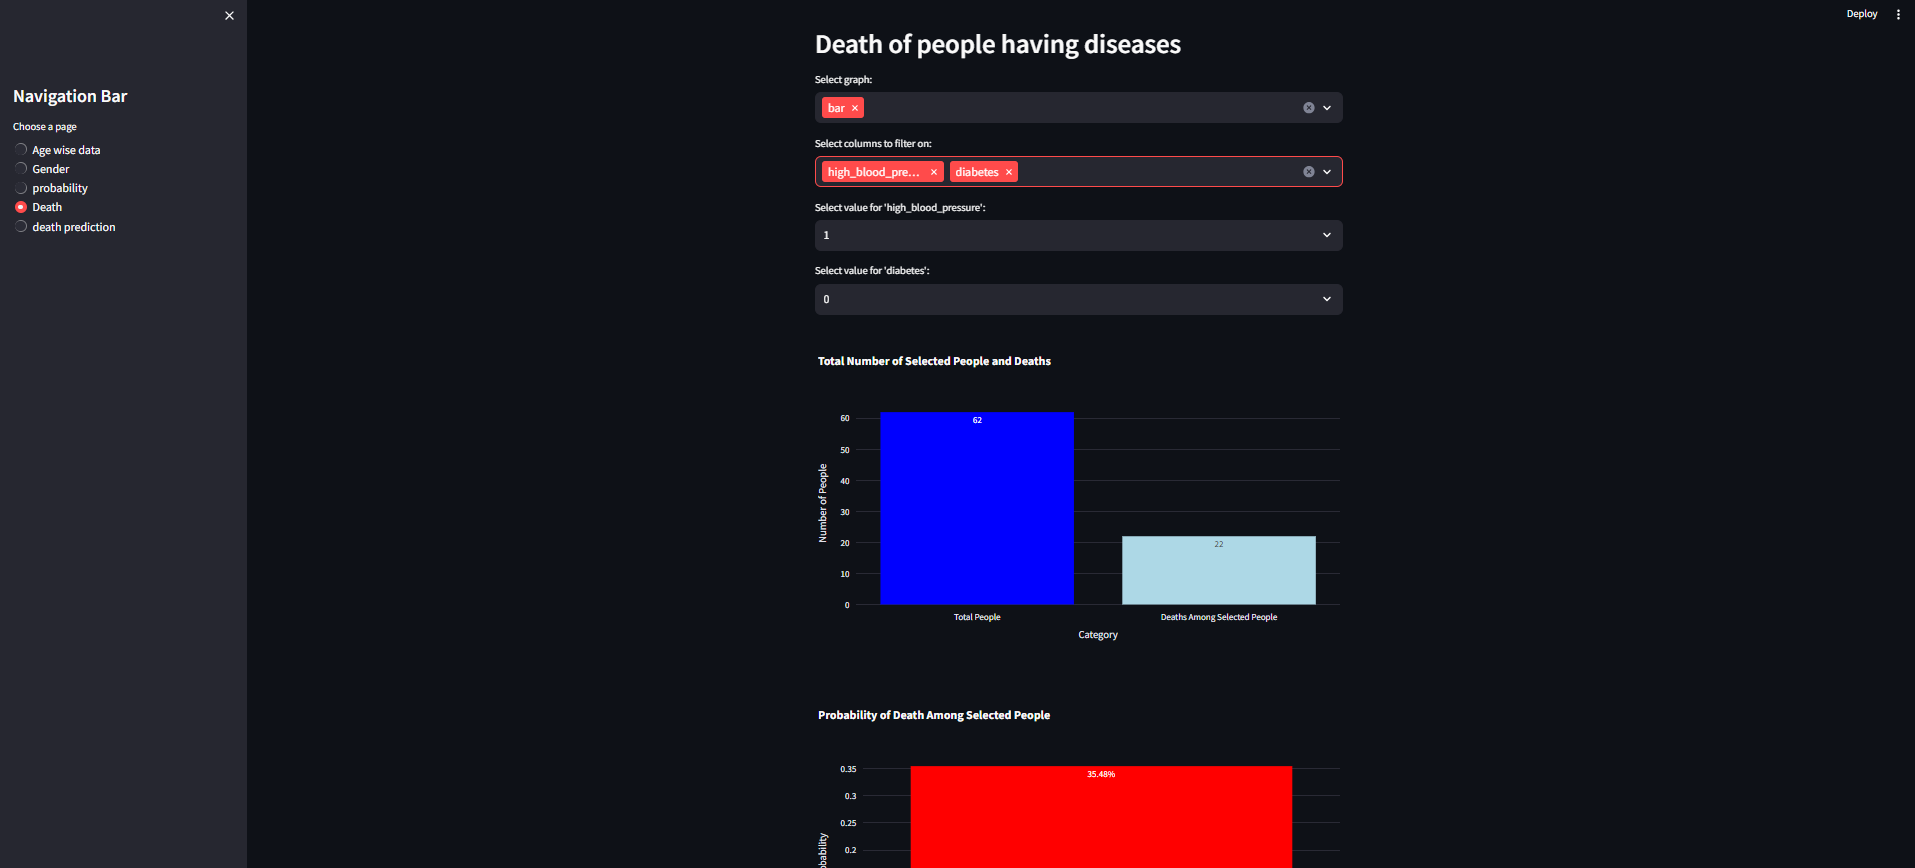 Navigation Bar
Choose a page
Age wise data
Gender
probability
Death
death prediction
Deploy
Death of people having diseases
Select graph:
bar
Select columns to filter on:
high_blood_pre... diabetes
Select value for 'high_blood_pressure':
1
Select value for 'diabetes':
0
Total Number of Selected People and Deaths
60
50
40
30
20
10
0
Number of People
62
22
Total People Deaths Among Selected People
Category
Probability of Death Among Selected People
0.35
0.3
0.25
0.2
35.48%